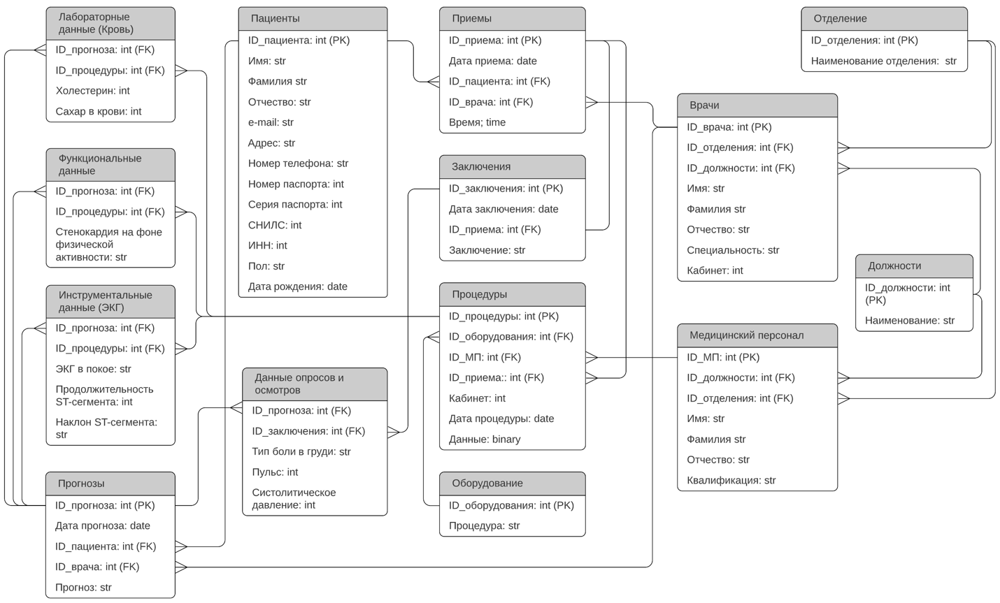 Лабораторные
данные (Кровь)
ID_прогноза: int (FK)
ID_процедуры: int (FK)
Холестерин: int
Сахар в крови: int
Функциональные
данные
ID_прогноза: int (FK)
ID_процедуры: int (FK)
Стенокардия на фоне
физической
активности: str
Инструментальные
данные (ЭКГ)
ID_прогноза: int (FK)
ID_процедуры: int (FK)
ЭКГ в покое: str
Продолжительность
ST-сегмента: int
Наклон ST-сегмента:
str
Прогнозы
ID_прогноза: int (PK)
Дата прогноза: date
ID_пациента: int (FK)
ID_врача: int (FK)
Прогноз: str
Пациенты
ID_пациента: int (PK)
Имя: str
Фамилия str
Отчество: str
e-mail: str
Адрес: str
Номер телефона: str
Номер паспорта: int
Серия паспорта: int
СНИЛС: int
ИНН: int
Пол: str
Дата рождения: date
Данные опросов и
осмотров
ID_прогноза: int (FK)
ID_заключения: int (FK)
Тип боли в груди: str
Пульс: int
Систолитическое
давление: int
Приемы
ID_приема: int (PK)
Дата приема: date
ID_пациента: int (FK)
ID_врача: int (FK)
Время; time
Заключения
ID_заключения: int (PK)
Дата заключения: date
ID_приема: int (FK)
Заключение: str
Процедуры
ID_процедуры: int (PK)
ID_оборудования: int (FK)
ID_МП: int (FK)
ID_приема:: int (FK)
Кабинет: int
Дата процедуры: date
Данные: binary
Оборудование
ID_оборудования: int (PK)
Процедура: str
Отделение
ID_отделения: int (PK)
Наименование отделения:  str
Врачи
ID_врача: int (PK)
ID_отделения: int (FK)
ID_должности: int (FK)
Имя: str
Фамилия str
Отчество: str
Специальность: str
Кабинет: int
Должности
ID_должности: int
(PK)
Наименование: str
Медицинский персонал
ID_МП: int (PK)
ID_должности: int (FK)
ID_отделения: int (FK)
Имя: str
Фамилия str
Отчество: str
Квалификация: str